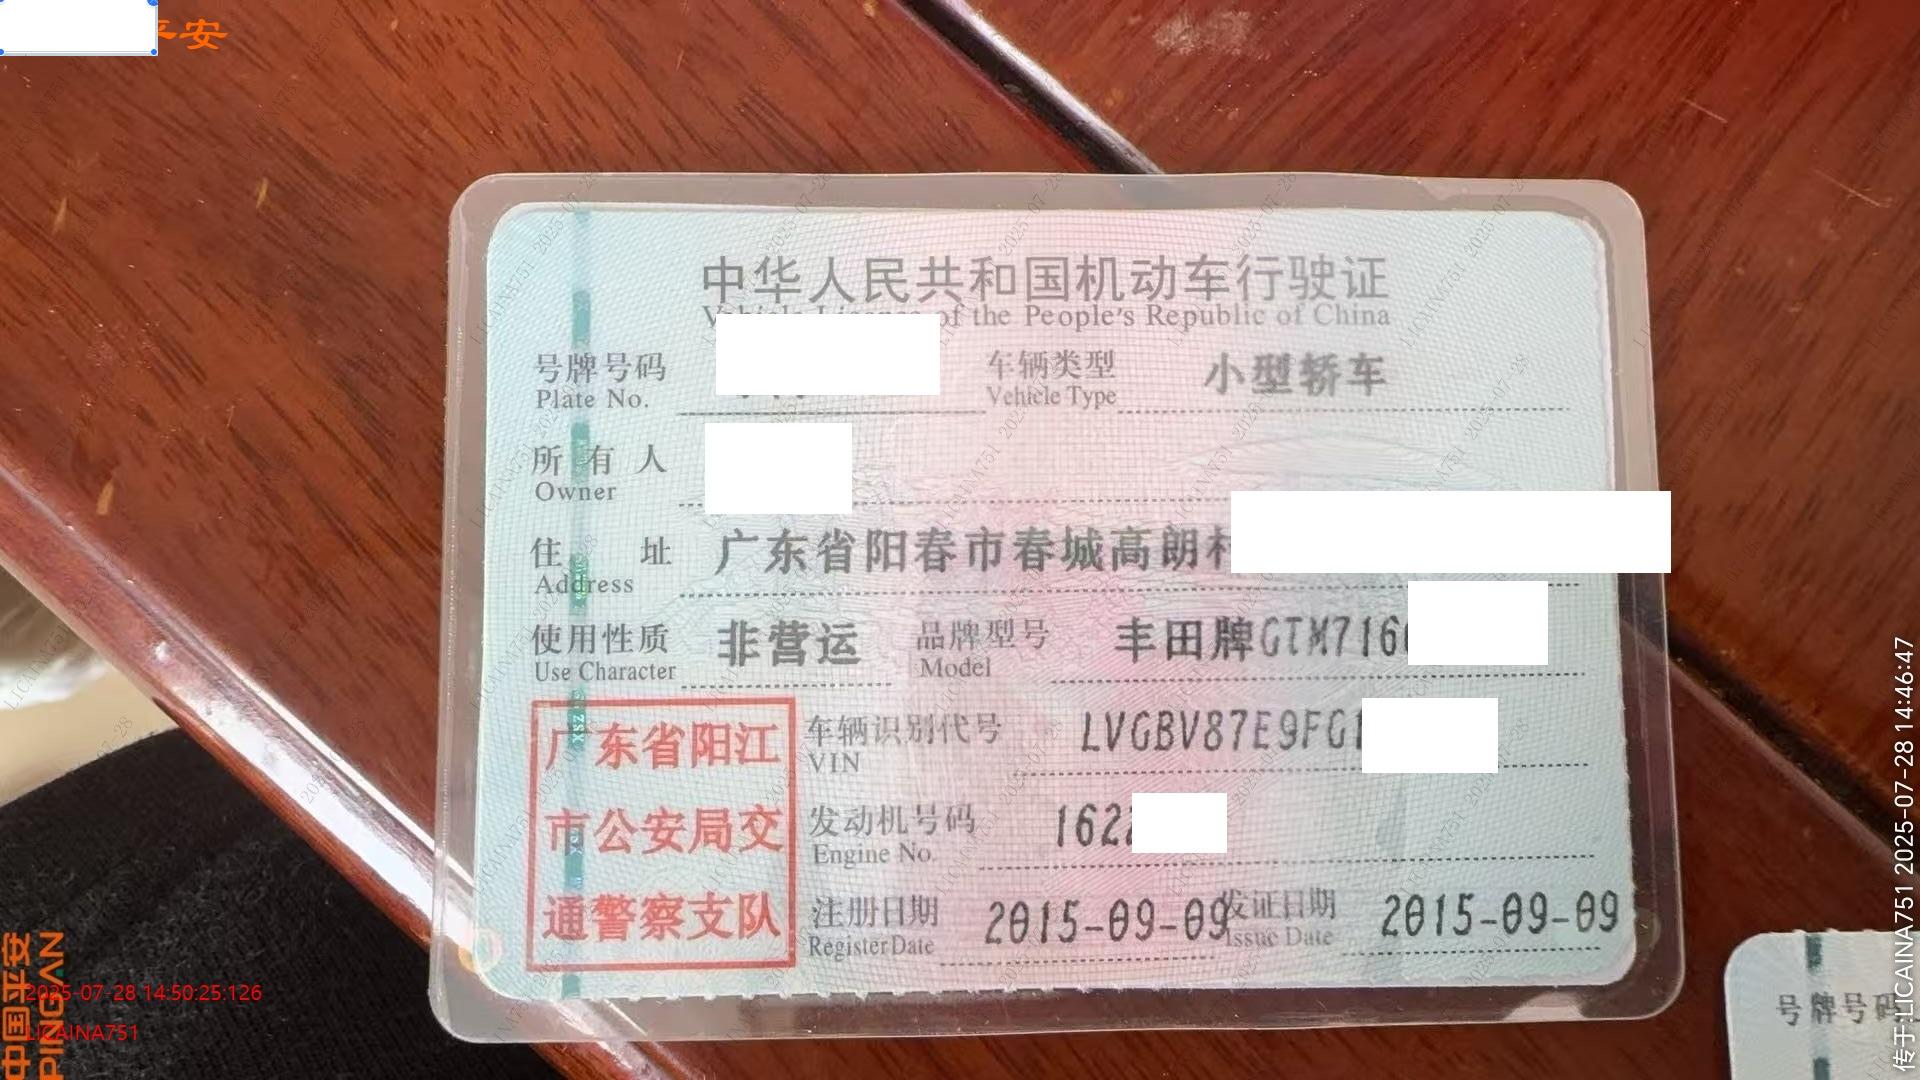 平安
中华人民共和国机动车行驶证
Vehicle License of the People's Republic of China
号牌号码
Plate No.
车辆类型 小型轿车
Vehicle Type
所有人
Owner
住址 广东省阳春市春城高朗
Address
使用性质 非营运 品牌型号 丰田牌GTM716
Use Character Model
广东省阳江
市公安局交
通警察支队
车辆识别代号 LVGBV87E9FG1
VIN
发动机号码 162
Engine No.
注册日期 2015-09-09 发证日期 2015-09-09
Register Date Issue Date
号牌号码
中国平安
PING AN
2025-07-28 14:50:25:126
LICAINA751
传于:LICAINA751 2025-07-28 14:46:47